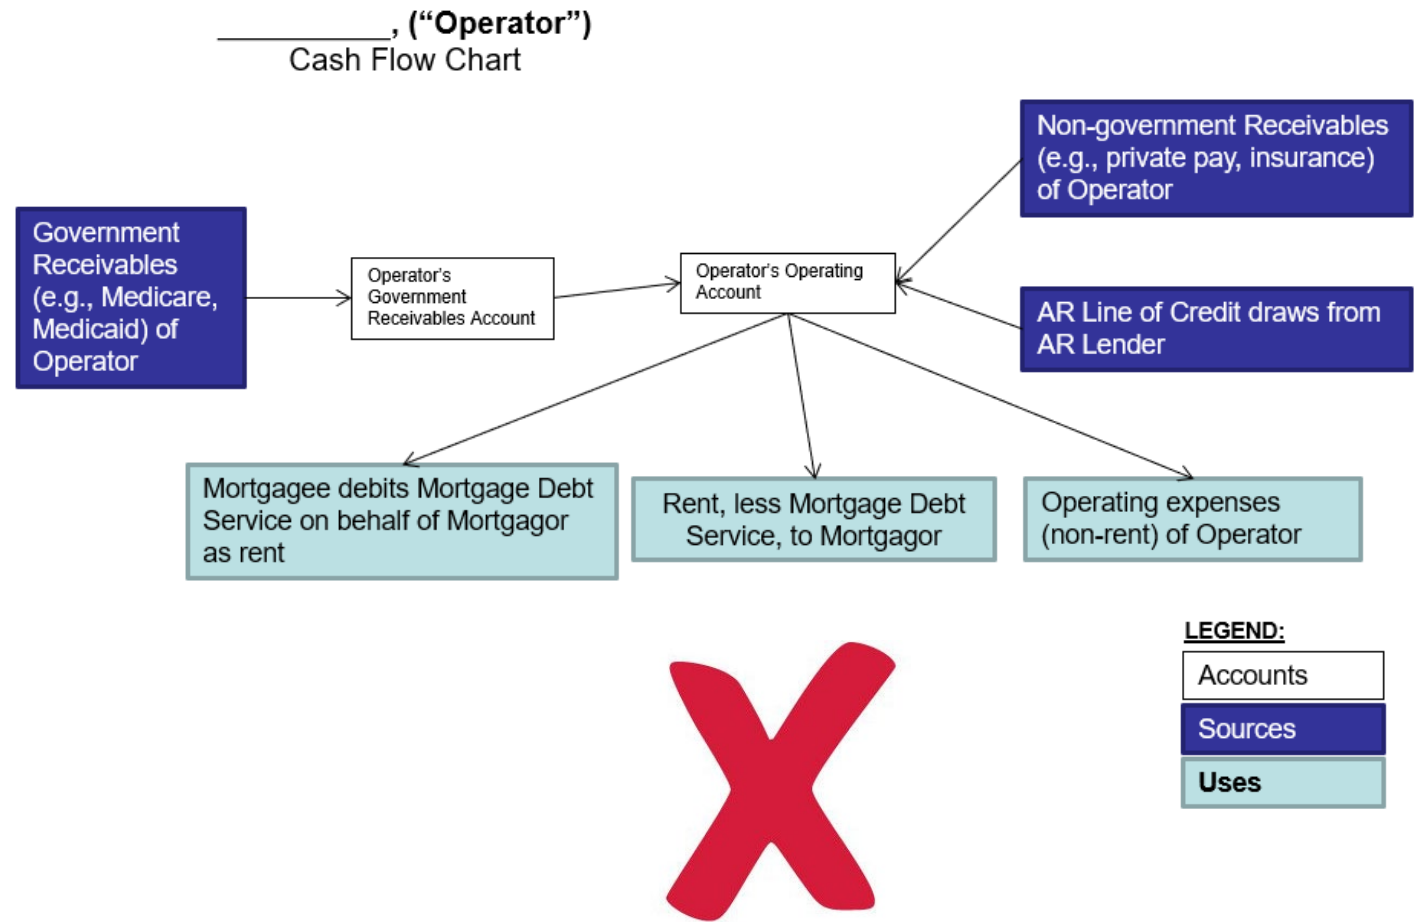 __________, (“Operator”)
Cash Flow Chart
Non-government Receivables
(e.g., private pay, insurance)
of Operator
Government
Receivables
(e.g., Medicare,
Medicaid) of
Operator
Operator’s
Government
Receivables Account
Operator’s Operating
Account
AR Line of Credit draws from
AR Lender
Mortgagee debits Mortgage Debt
Service on behalf of Mortgagor
as rent
Rent, less Mortgage Debt
Service, to Mortgagor
Operating expenses
(non-rent) of Operator
LEGEND:
Accounts
Sources
Uses